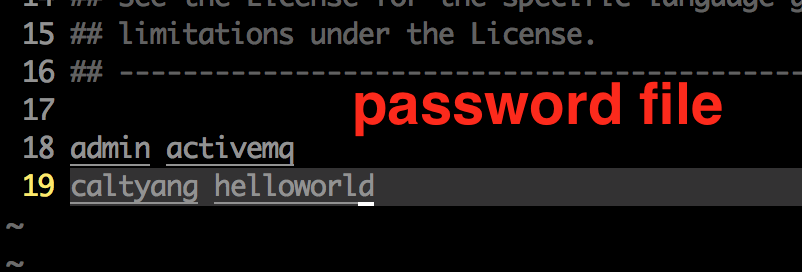 14 ## See the License for the specific language g
15 ## limitations under the License.
16 ## -------------------------------------------
17
password file
18 admin activemq
19 caltyang helloworld
~
~